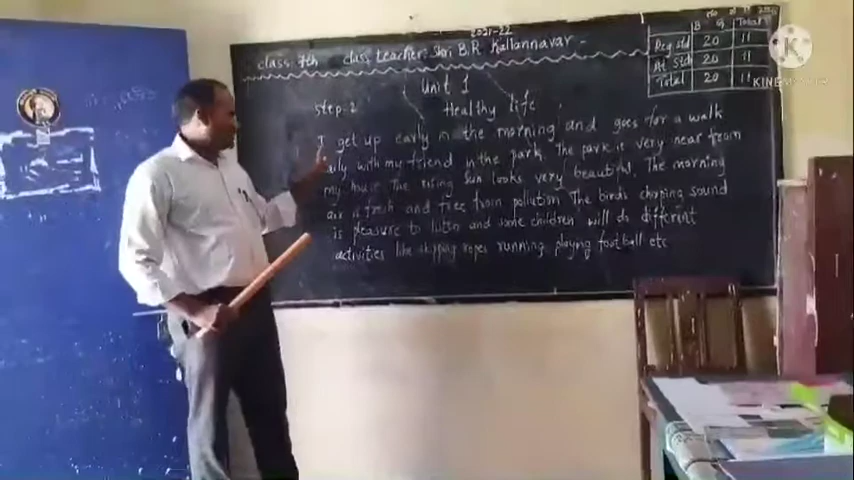 2021-22
class: 7th class teacher: Shri B.R. Kallannavar
B G Total
Reg std 20 11
At Std 20 11
Total 20 11
KINEMASTER
Unit 1
step-2 Healthy life
I get up early in the morning and goes for a walk
daily with my friend in the park. The park is very near from
my house. The rising sun looks very beautiful. The morning
air is fresh and free from pollution. The birds chirping sound
is pleasure to listen and some children will do different
activities like skipping ropes running, playing football etc